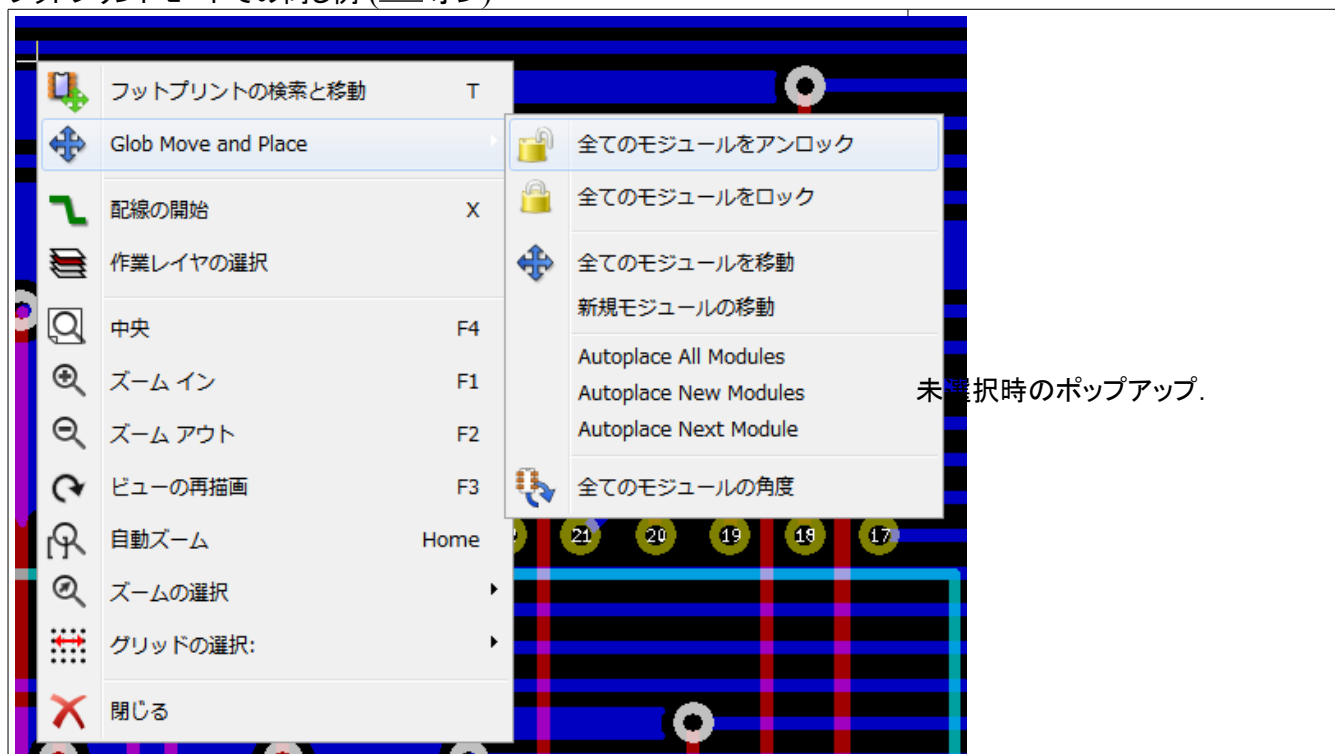 フットプリントの検索と移動 T
Glob Move and Place
配線の開始 X
作業レイヤの選択
中央 F4
ズーム イン F1
ズーム アウト F2
ビューの再描画 F3
自動ズーム Home
ズームの選択
グリッドの選択:
閉じる
全てのモジュールをアンロック
全てのモジュールをロック
全てのモジュールを移動
新規モジュールの移動
Autoplace All Modules
Autoplace New Modules
Autoplace Next Module
全てのモジュールの角度
未選択時のポップアップ.
21 20 19 18 17